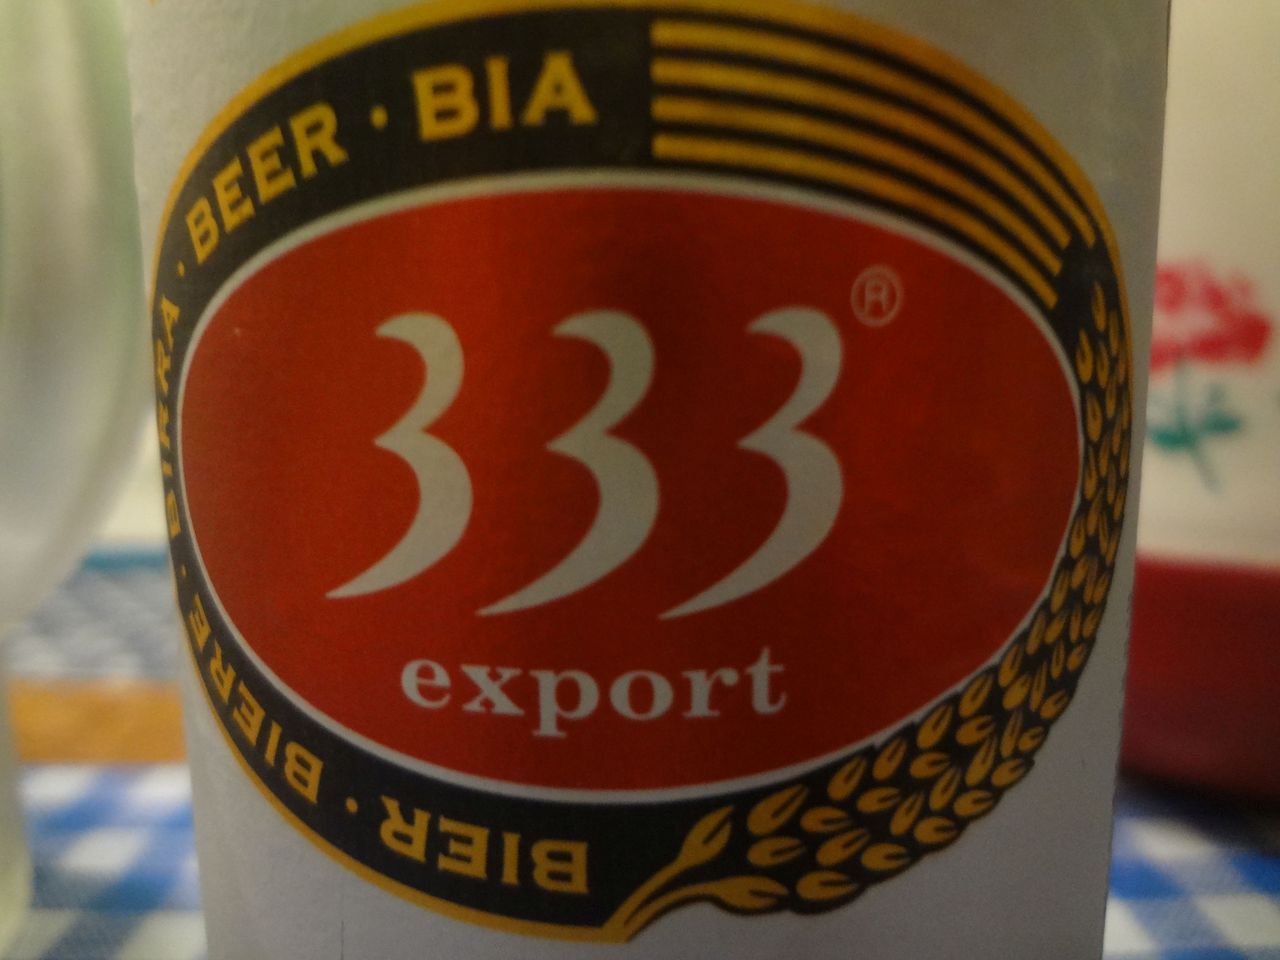 BIER · BIERE · BIRRA · BEER · BIA
333 ®
export